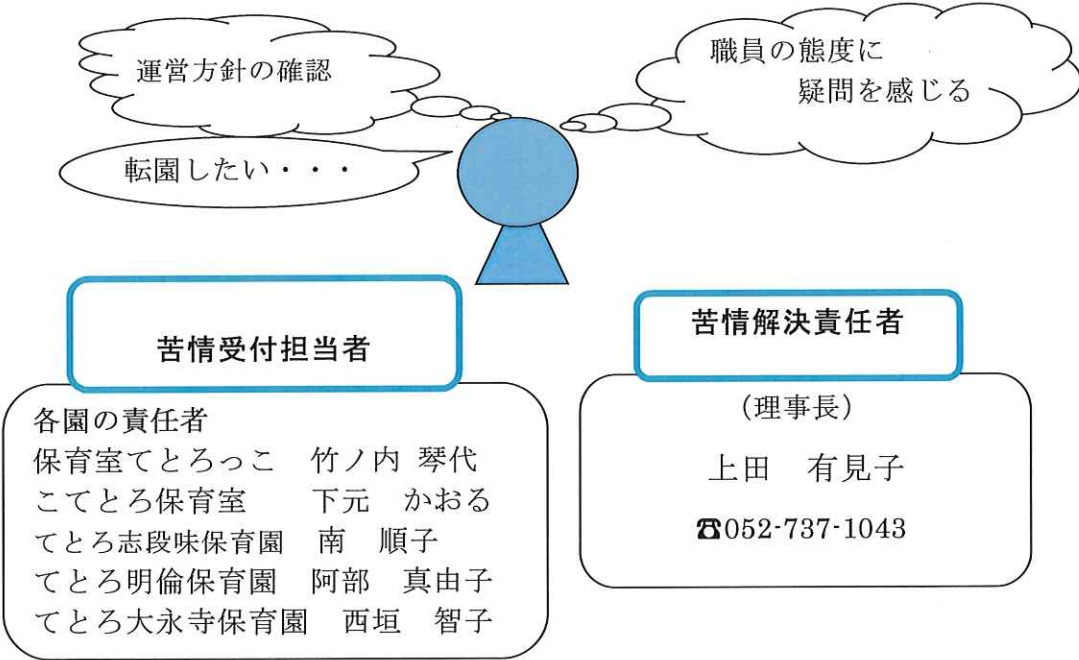 運営方針の確認
職員の態度に
疑問を感じる
転園したい・・・
苦情受付担当者
各園の責任者
保育室てとろっこ　竹ノ内 琴代
こてとろ保育室　下元　かおる
てとろ志段味保育園　南　順子
てとろ明倫保育園　阿部　真由子
てとろ大永寺保育園　西垣　智子
苦情解決責任者
（理事長）
上田　有見子
☎052-737-1043